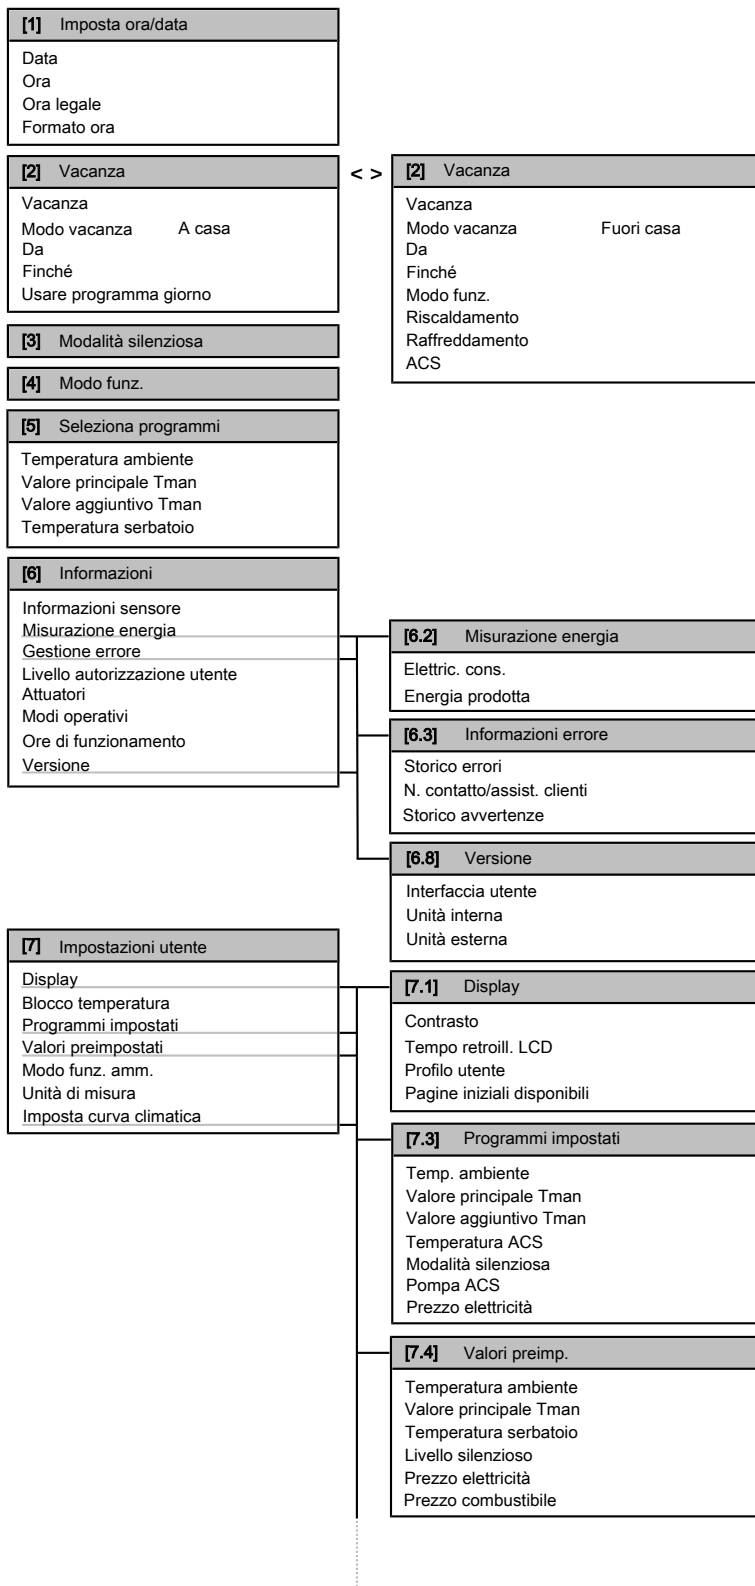 [1] Imposta ora/data
Data
Ora
Ora legale
Formato ora
[2] Vacanza
Vacanza
Modo vacanza A casa
Da
Finché
Usare programma giorno
< >
[2] Vacanza
Vacanza
Modo vacanza Fuori casa
Da
Finché
Modo funz.
Riscaldamento
Raffreddamento
ACS
[3] Modalità silenziosa
[4] Modo funz.
[5] Seleziona programmi
Temperatura ambiente
Valore principale Tman
Valore aggiuntivo Tman
Temperatura serbatoio
[6] Informazioni
Informazioni sensore
Misurazione energia
Gestione errore
Livello autorizzazione utente
Attuatori
Modi operativi
Ore di funzionamento
Versione
[6.2] Misurazione energia
Elettric. cons.
Energia prodotta
[6.3] Informazioni errore
Storico errori
N. contatto/assist. clienti
Storico avvertenze
[6.8] Versione
Interfaccia utente
Unità interna
Unità esterna
[7] Impostazioni utente
Display
Blocco temperatura
Programmi impostati
Valori preimpostati
Modo funz. amm.
Unità di misura
Imposta curva climatica
[7.1] Display
Contrasto
Tempo retroill. LCD
Profilo utente
Pagine iniziali disponibili
[7.3] Programmi impostati
Temp. ambiente
Valore principale Tman
Valore aggiuntivo Tman
Temperatura ACS
Modalità silenziosa
Pompa ACS
Prezzo elettricità
[7.4] Valori preimp.
Temperatura ambiente
Valore principale Tman
Temperatura serbatoio
Livello silenzioso
Prezzo elettricità
Prezzo combustibile